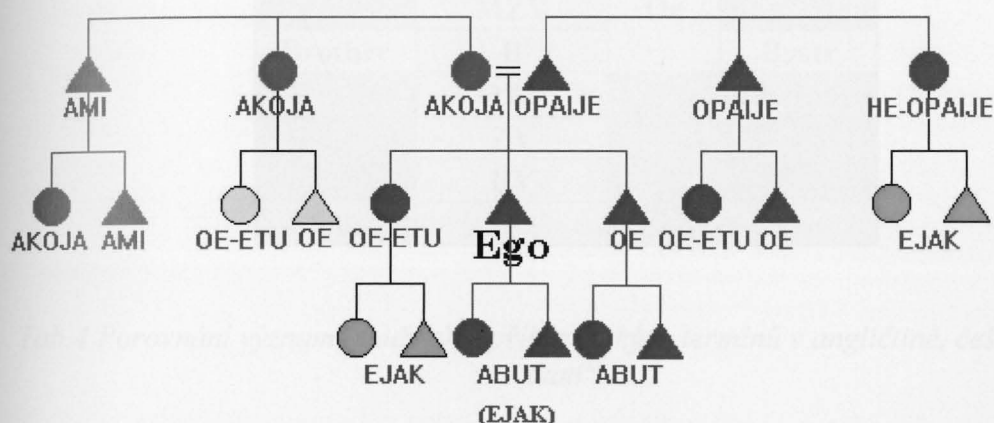 AMI AKOJA AKOJA OPAIJE OPAIJE HE-OPAIJE
AKOJA AMI OE-ETU OE OE-ETU Ego OE OE-ETU OE EJAK
EJAK ABUT ABUT
(EJAK)